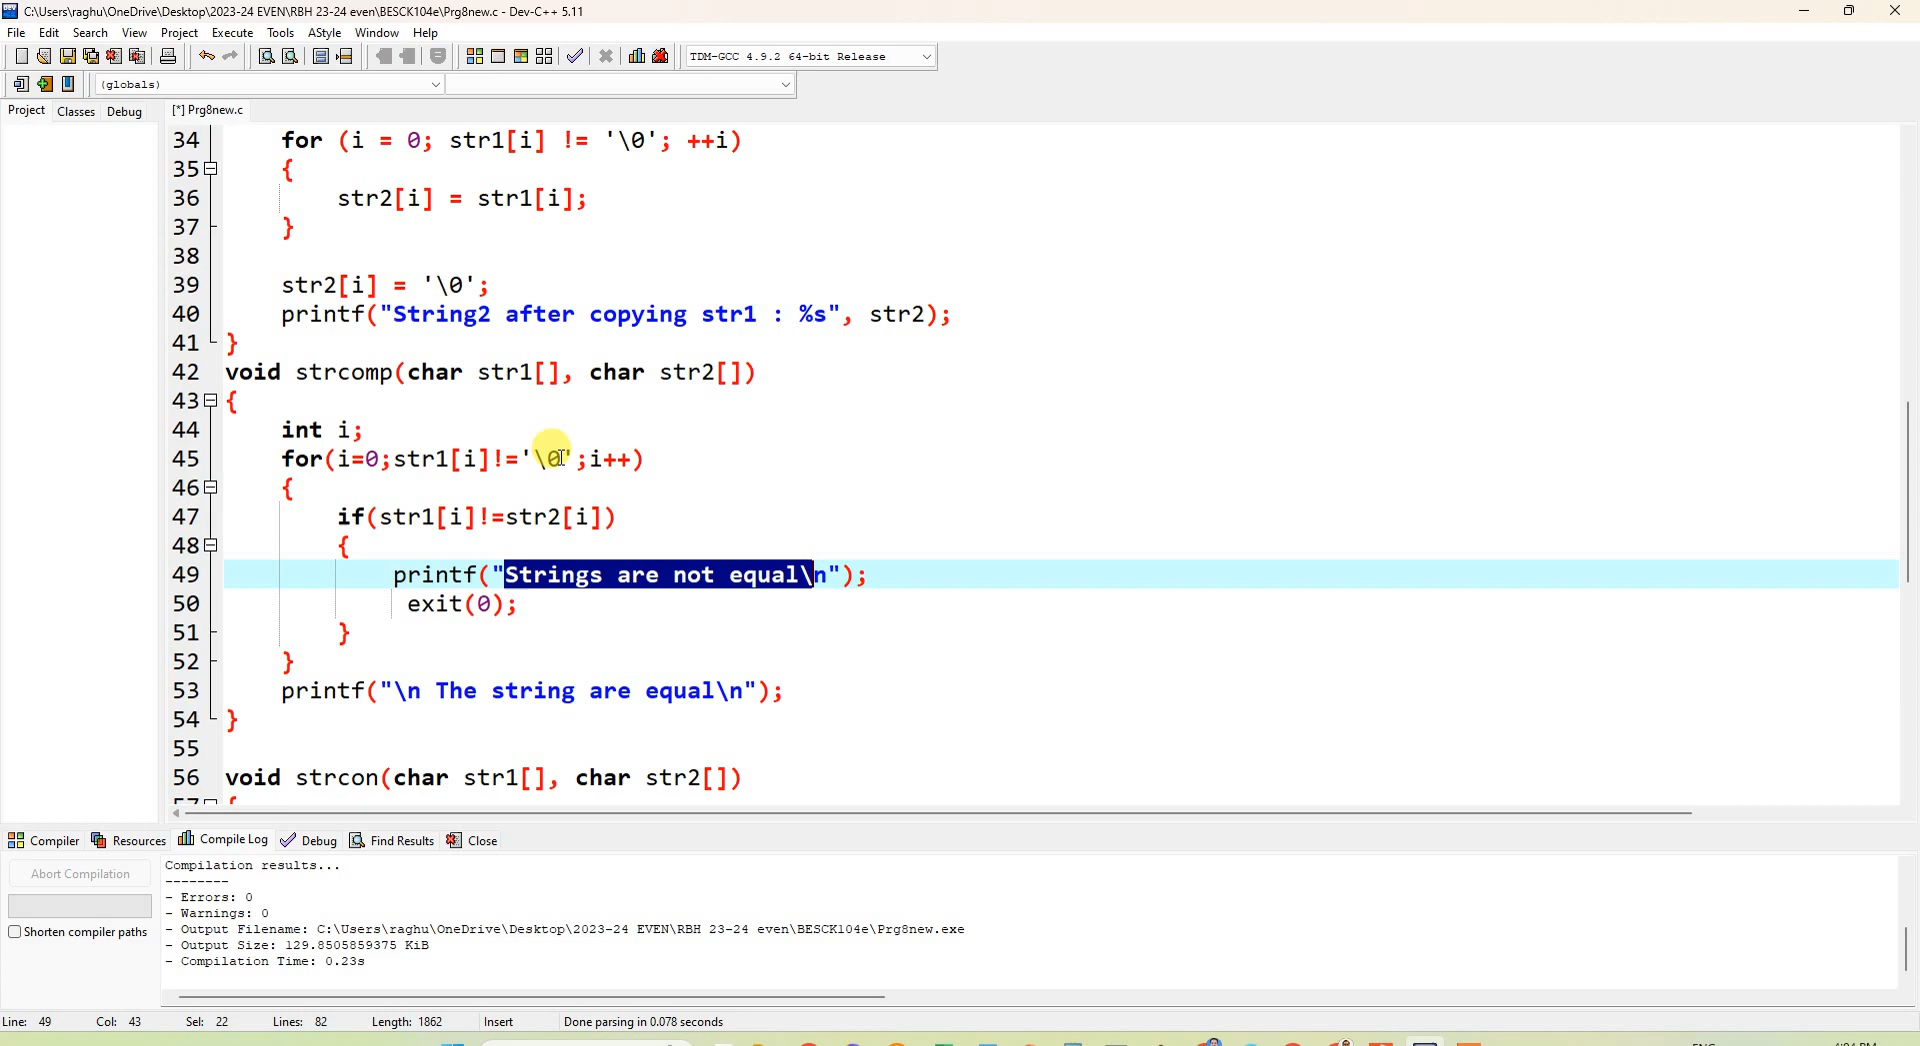 C:\Users\raghu\OneDrive\Desktop\2023-24 EVEN\RBH 23-24 even\BESCK104e\Prg8new.c - Dev-C++ 5.11
File Edit Search View Project Execute Tools AStyle Window Help
TDM-GCC 4.9.2 64-bit Release
(globals)
Project Classes Debug [*] Prg8new.c
34 for (i = 0; str1[i] != '\0'; ++i)
35 {
36 str2[i] = str1[i];
37 }
38
39 str2[i] = '\0';
40 printf("String2 after copying str1 : %s", str2);
41 }
42 void strcomp(char str1[], char str2[])
43 {
44 int i;
45 for(i=0;str1[i]!='\0';i++)
46 {
47 if(str1[i]!=str2[i])
48 {
49 printf("Strings are not equal\n");
50 exit(0);
51 }
52 }
53 printf("\n The string are equal\n");
54 }
55
56 void strcon(char str1[], char str2[])
57 {
Compiler Resources Compile Log Debug Find Results Close
Abort Compilation
Shorten compiler paths
Compilation results...
--------
- Errors: 0
- Warnings: 0
- Output Filename: C:\Users\raghu\OneDrive\Desktop\2023-24 EVEN\RBH 23-24 even\BESCK104e\Prg8new.exe
- Output Size: 129.8505859375 KiB
- Compilation Time: 0.23s
Line: 49 Col: 43 Sel: 22 Lines: 82 Length: 1862 Insert Done parsing in 0.078 seconds